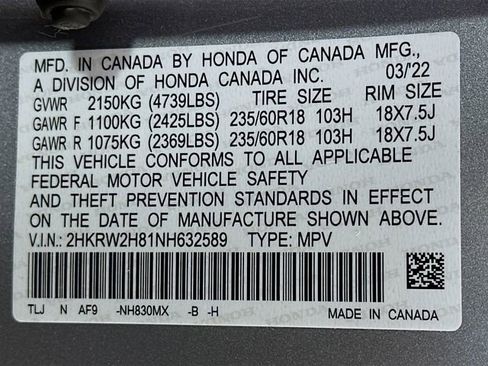 MFD. IN CANADA BY HONDA OF CANADA MFG.,
A DIVISION OF HONDA CANADA INC. 03/'22
GVWR 2150KG (4739LBS) TIRE SIZE RIM SIZE
GAWR F 1100KG (2425LBS) 235/60R18 103H 18X7.5J
GAWR R 1075KG (2369LBS) 235/60R18 103H 18X7.5J
THIS VEHICLE CONFORMS TO ALL APPLICABLE
FEDERAL MOTOR VEHICLE SAFETY
AND THEFT PREVENTION STANDARDS IN EFFECT
ON THE DATE OF MANUFACTURE SHOWN ABOVE.
V.I.N.: 2HKRW2H81NH632589 TYPE: MPV
TLJ N AF9 -NH830MX -B -H MADE IN CANADA